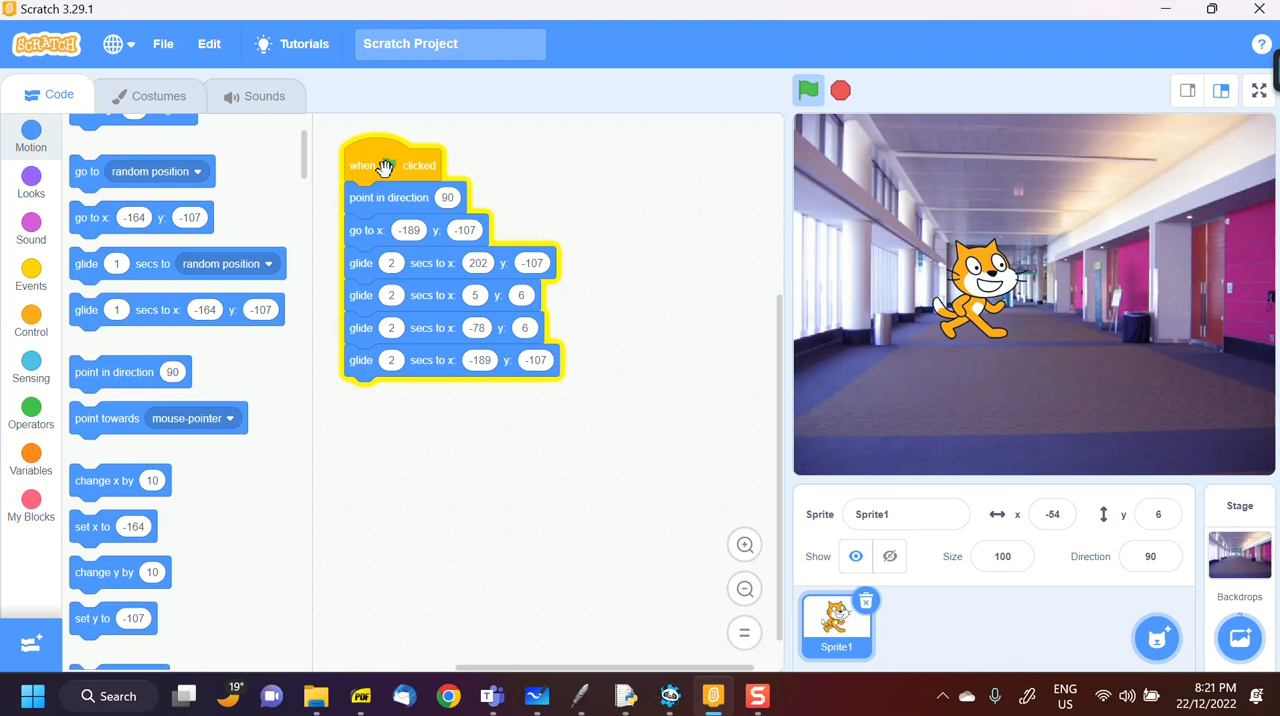 Scratch 3.29.1
SCRATCH File Edit Tutorials Scratch Project ?
Code Costumes Sounds
Motion
Looks
Sound
Events
Control
Sensing
Operators
Variables
My Blocks
go to random position
go to x: -164 y: -107
glide 1 secs to random position
glide 1 secs to x: -164 y: -107
point in direction 90
point towards mouse-pointer
change x by 10
set x to -164
change y by 10
set y to -107
when clicked
point in direction 90
go to x: -189 y: -107
glide 2 secs to x: 202 y: -107
glide 2 secs to x: 5 y: 6
glide 2 secs to x: -78 y: 6
glide 2 secs to x: -189 y: -107
Sprite Sprite1 x -54 y 6
Show Size 100 Direction 90
Sprite1
Stage
Backdrops
Search 19° PDF ENG
US 8:21 PM
22/12/2022